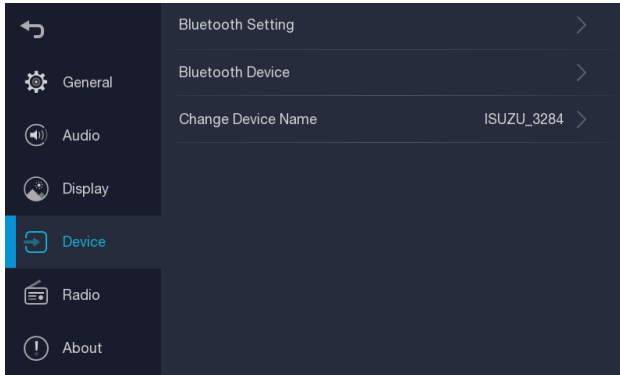 Bluetooth Setting
General
Bluetooth Device
Change Device Name ISUZU_3284
Audio
Display
Device
Radio
About